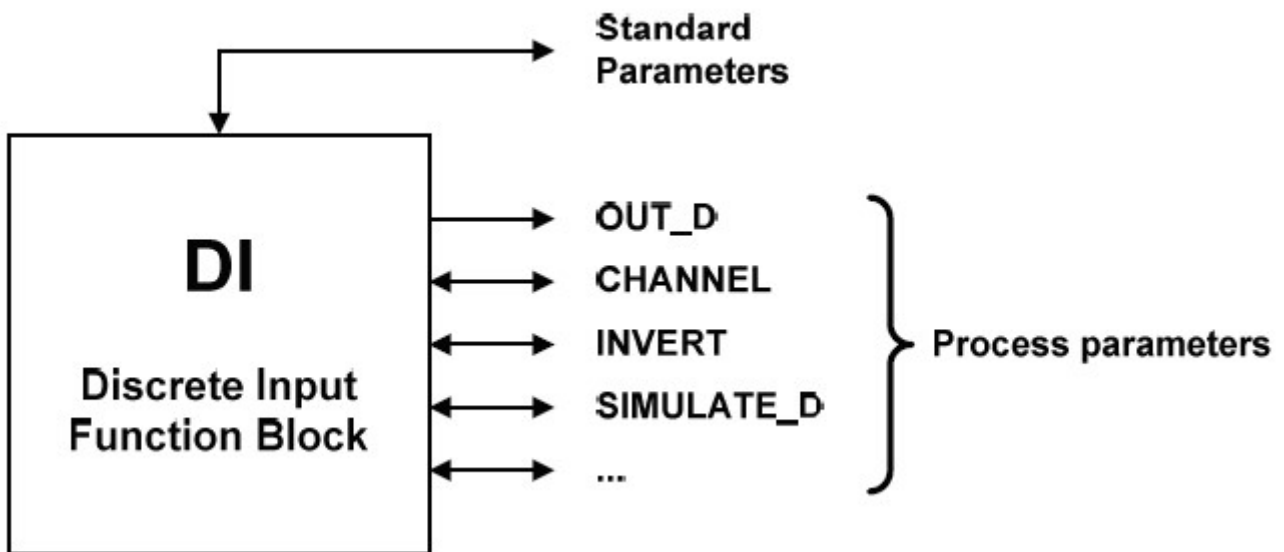 Standard
Parameters
DI
Discrete Input
Function Block
OUT_D
CHANNEL
INVERT
SIMULATE_D
...
Process parameters